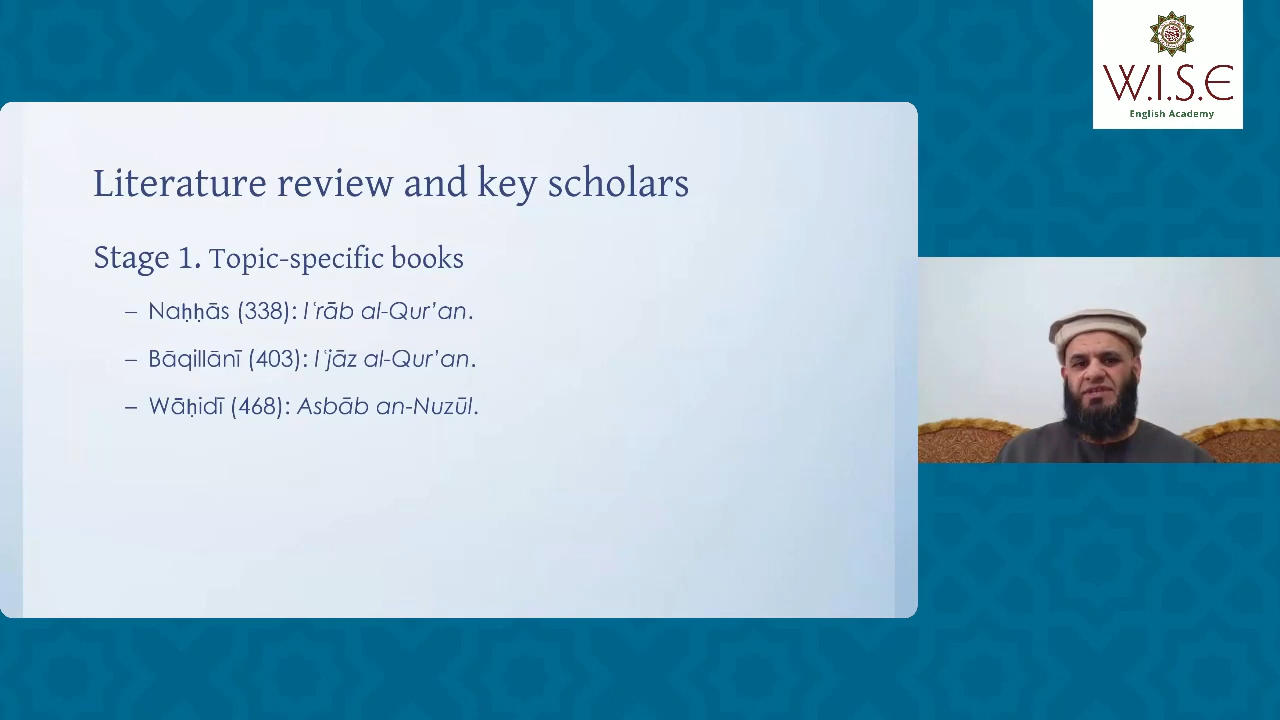 W.I.S.E
English Academy
Literature review and key scholars
Stage 1. Topic-specific books
– Naḥḥās (338): Iʿrāb al-Qur’an.
– Bāqillānī (403): Iʿjāz al-Qur’an.
– Wāḥidī (468): Asbāb an-Nuzūl.